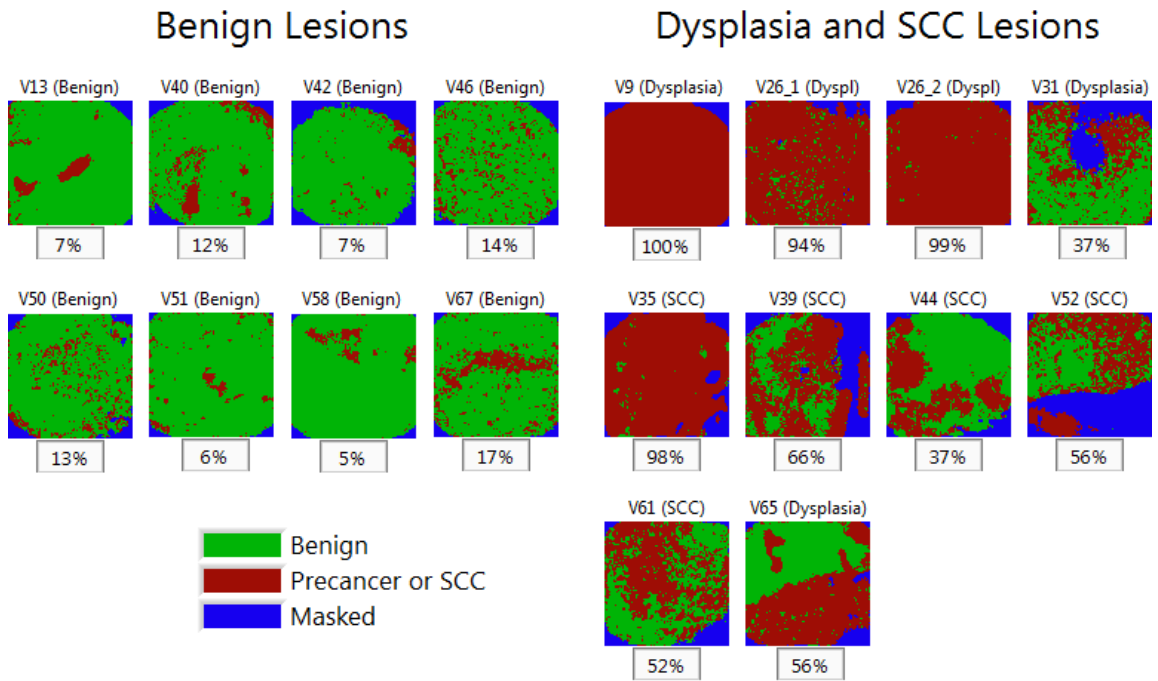 Benign Lesions
Dysplasia and SCC Lesions
V13 (Benign) V40 (Benign) V42 (Benign) V46 (Benign) V9 (Dysplasia) V26_1 (Dyspl) V26_2 (Dyspl) V31 (Dysplasia)
7% 12% 7% 14% 100% 94% 99% 37%
V50 (Benign) V51 (Benign) V58 (Benign) V67 (Benign) V35 (SCC) V39 (SCC) V44 (SCC) V52 (SCC)
13% 6% 5% 17% 98% 66% 37% 56%
V61 (SCC) V65 (Dysplasia)
52% 56%
Benign
Precancer or SCC
Masked